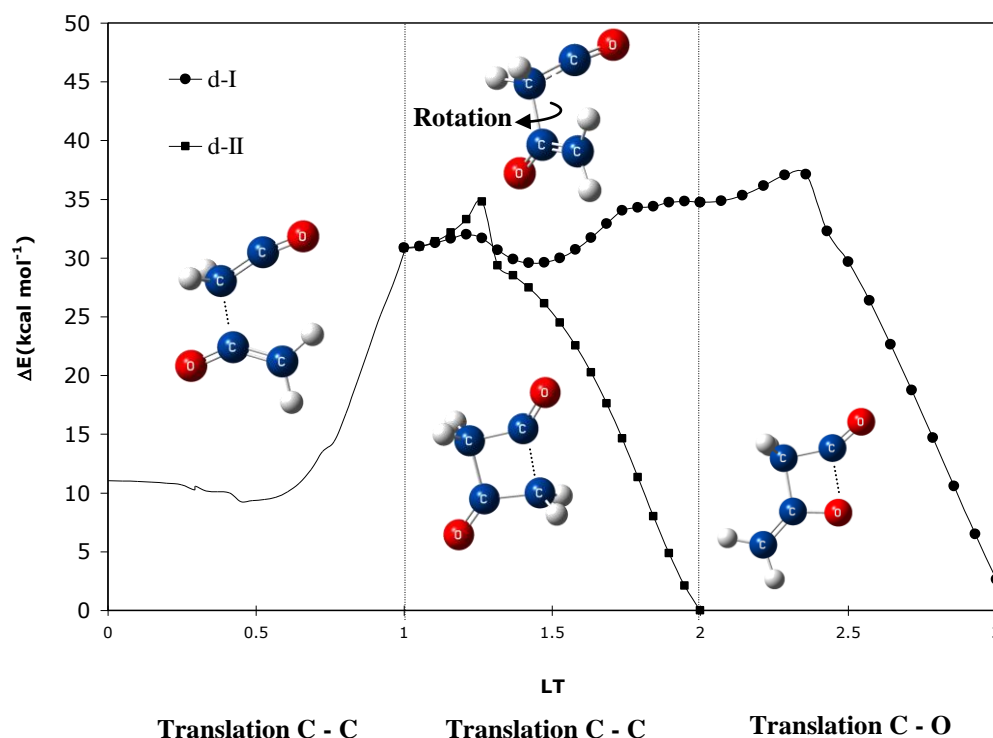 50
45
40
35
30
25
20
15
10
5
0
ΔE(kcal mol⁻¹)
d-I
d-II
Rotation
C C O
C C O
C C O
C C O
C C O
C C O
C C O
C C O
0 0.5 1 1.5 2 2.5 3
LT
Translation C - C Translation C - C Translation C - O